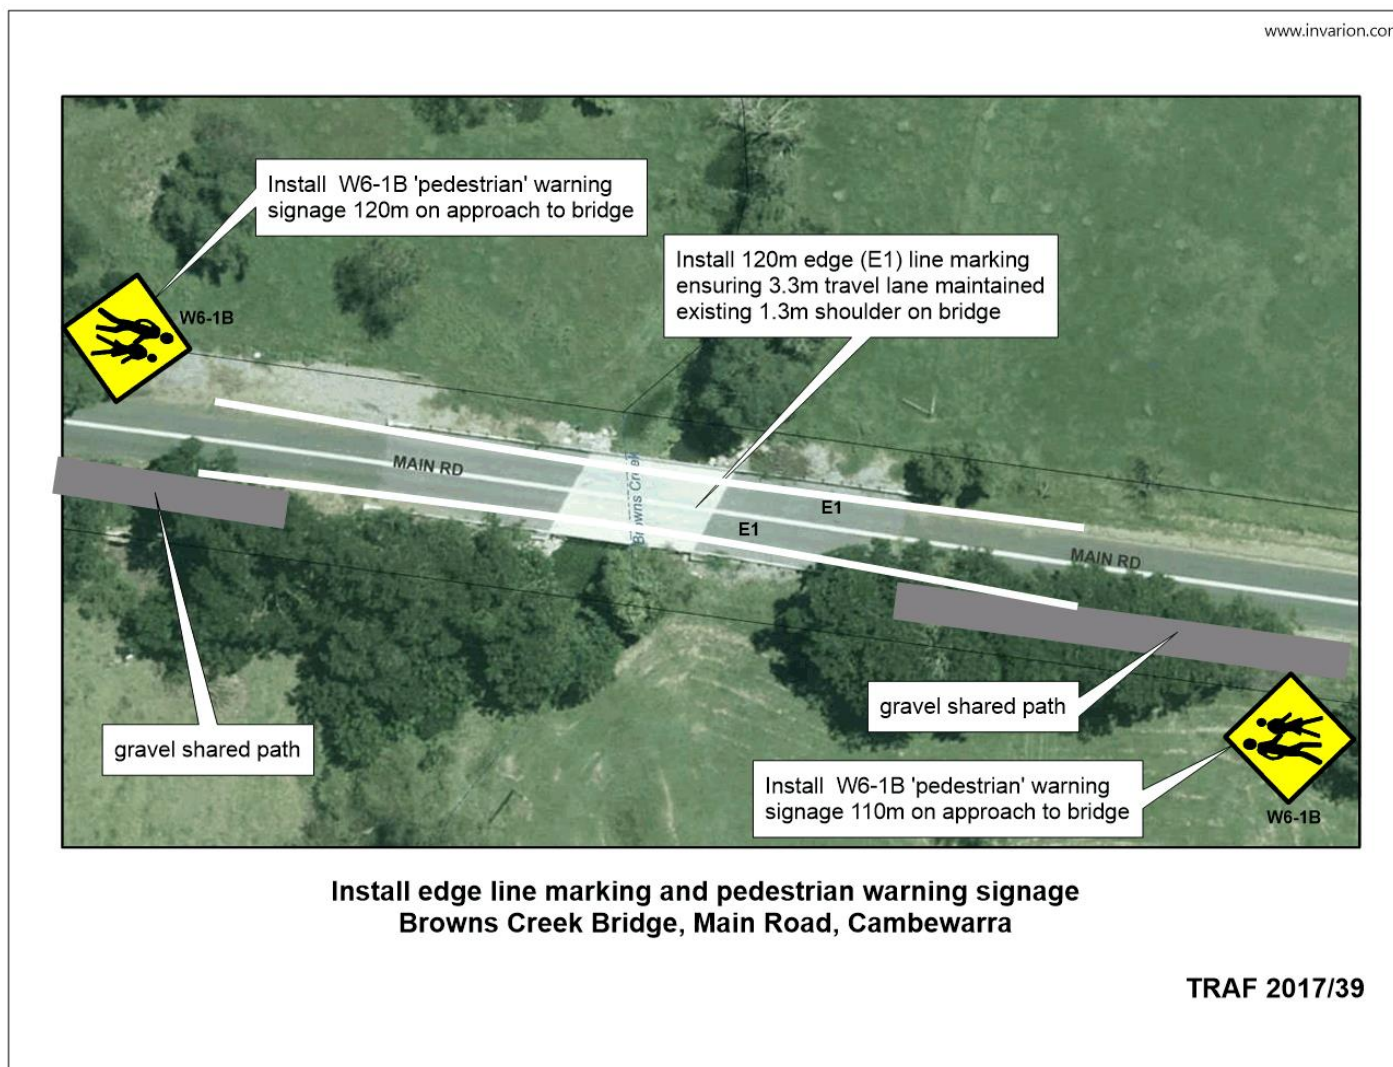 www.invarion.com
Install W6-1B 'pedestrian' warning
signage 120m on approach to bridge
Install 120m edge (E1) line marking
ensuring 3.3m travel lane maintained
existing 1.3m shoulder on bridge
W6-1B
MAIN RD
Browns Creek
E1
E1
MAIN RD
gravel shared path
gravel shared path
Install W6-1B 'pedestrian' warning
signage 110m on approach to bridge
W6-1B
Install edge line marking and pedestrian warning signage
Browns Creek Bridge, Main Road, Cambewarra
TRAF 2017/39